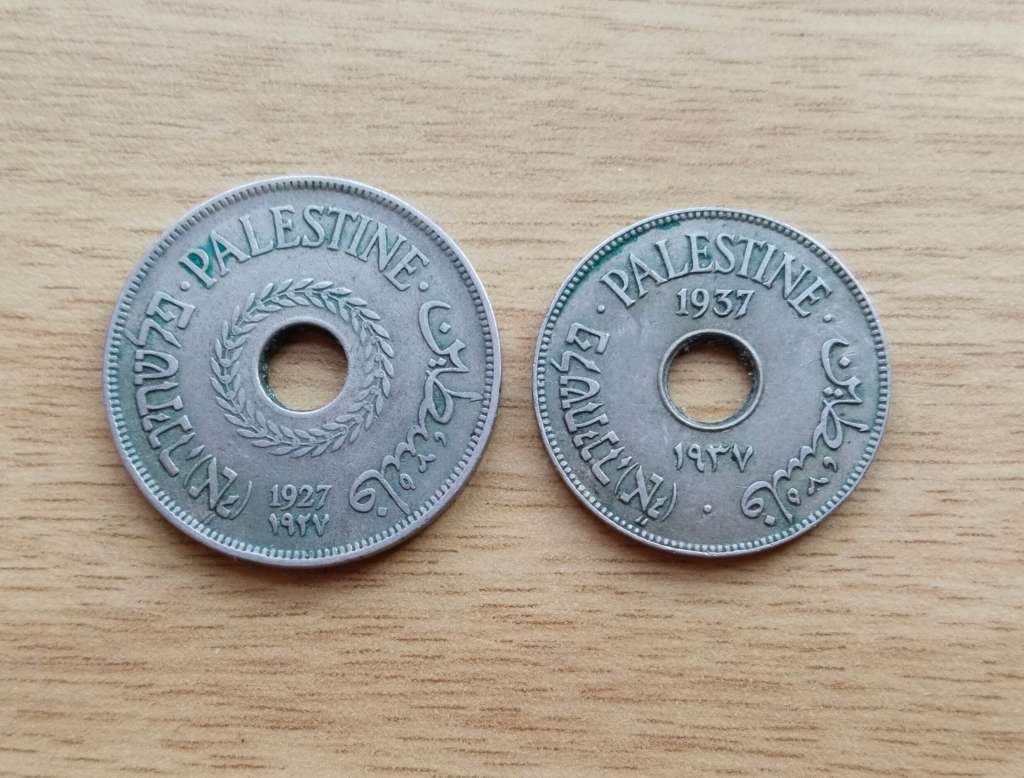 PALESTINE
פלשתינה (א״י)
فلسطين
1927
١٩٢٧
PALESTINE
1937
פלשתינה (א״י)
فلسطين
١٩٣٧